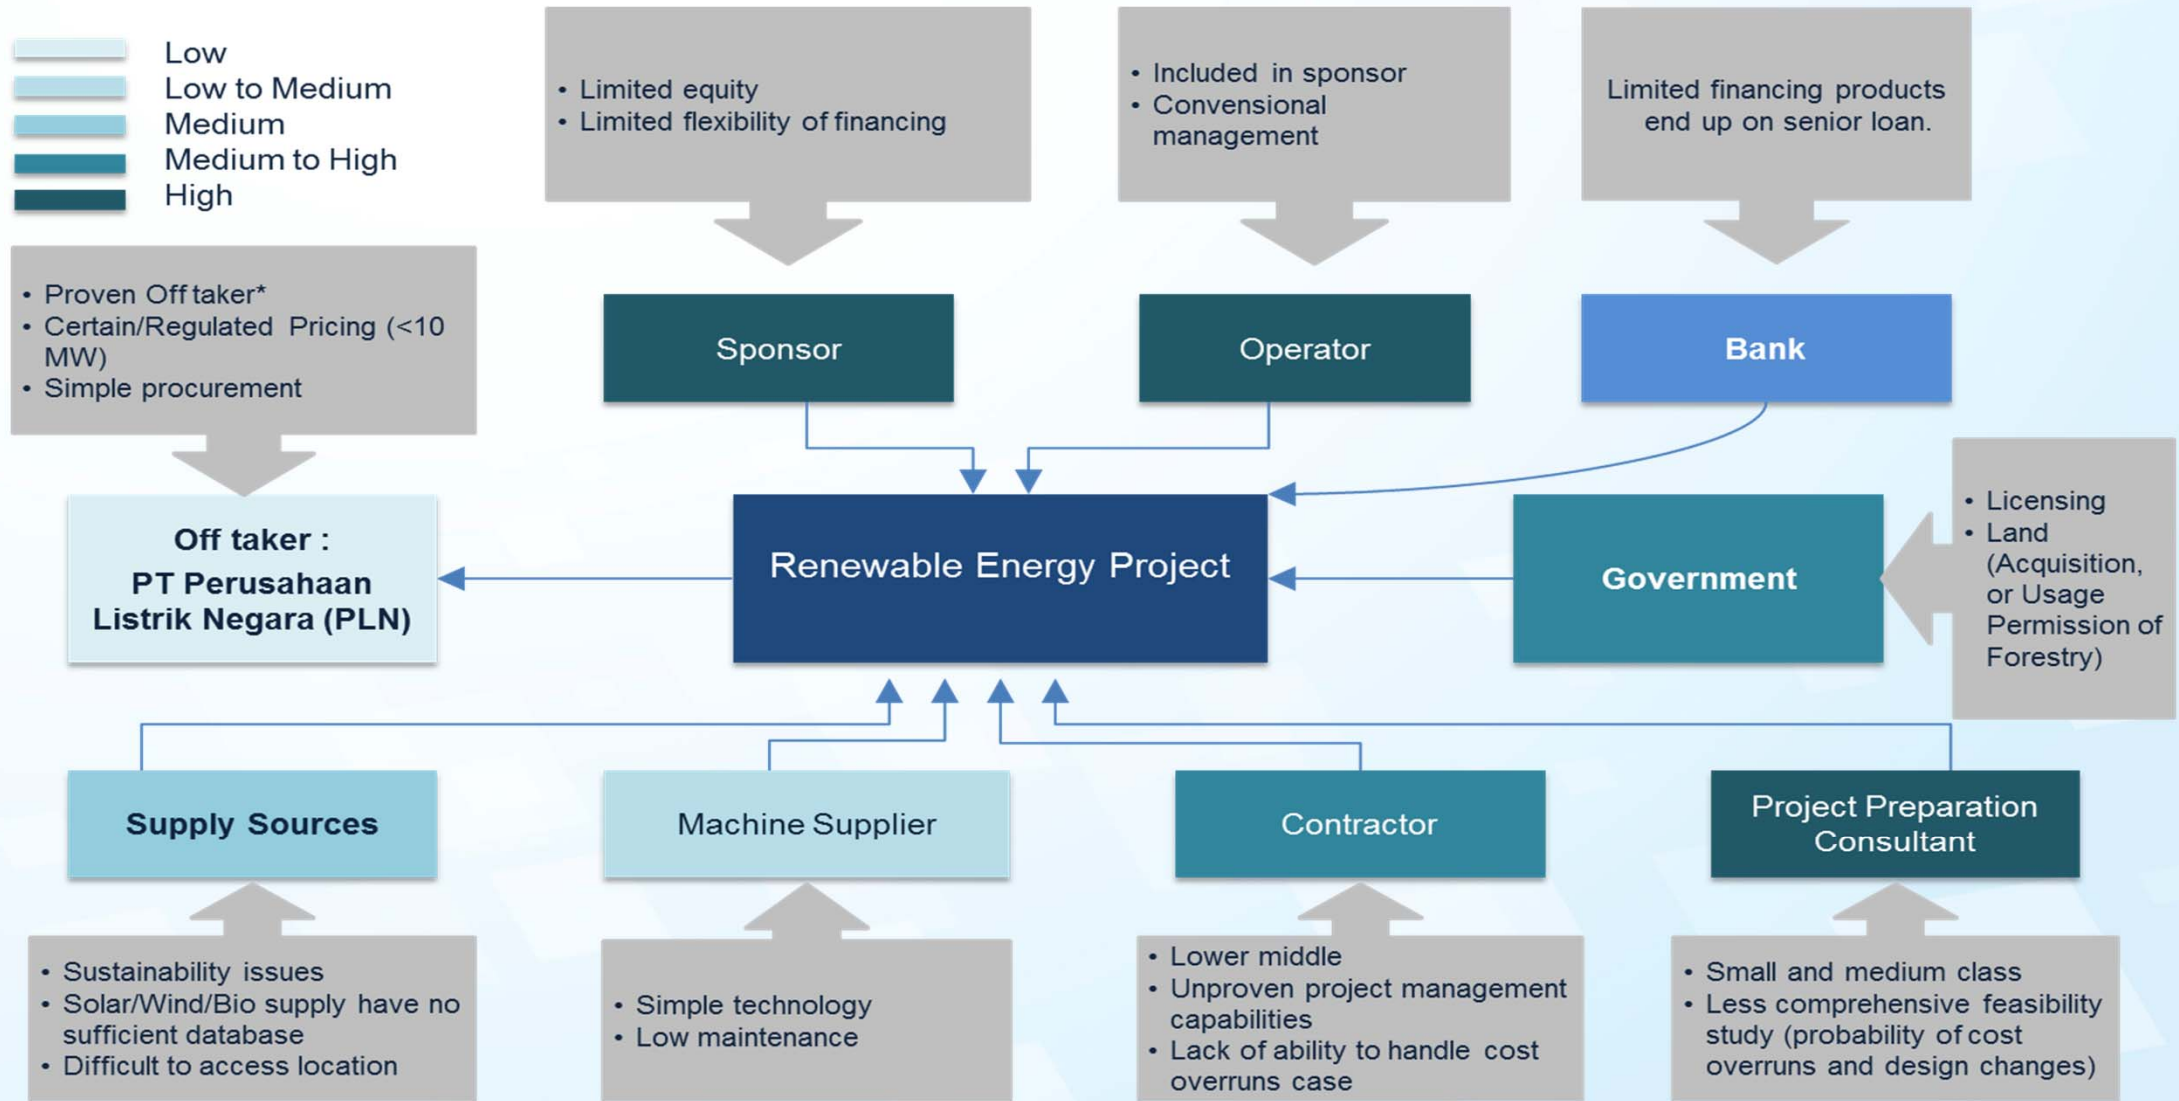 Low
Low to Medium
Medium
Medium to High
High
• Limited equity
• Limited flexibility of financing
• Included in sponsor
• Convensional
management
Limited financing products
end up on senior loan.
• Proven Off taker*
• Certain/Regulated Pricing (<10
MW)
• Simple procurement
Sponsor
Operator
Bank
Off taker :
PT Perusahaan
Listrik Negara (PLN)
Renewable Energy Project
Government
• Licensing
• Land
(Acquisition,
or Usage
Permission of
Forestry)
Supply Sources
Machine Supplier
Contractor
Project Preparation
Consultant
• Sustainability issues
• Solar/Wind/Bio supply have no
sufficient database
• Difficult to access location
• Simple technology
• Low maintenance
• Lower middle
• Unproven project management
capabilities
• Lack of ability to handle cost
overruns case
• Small and medium class
• Less comprehensive feasibility
study (probability of cost
overruns and design changes)